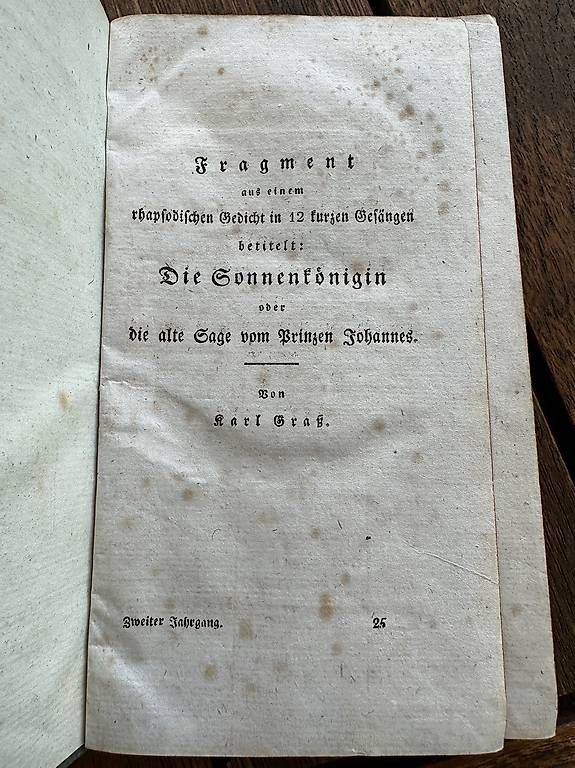 Fragment
aus einem
rhapsodischen Gedicht in 12 kurzen Gesängen
betitelt:
Die Sonnenkönigin
oder
die alte Sage vom Prinzen Johannes.
Von
Karl Graß.
Zweiter Jahrgang. 25